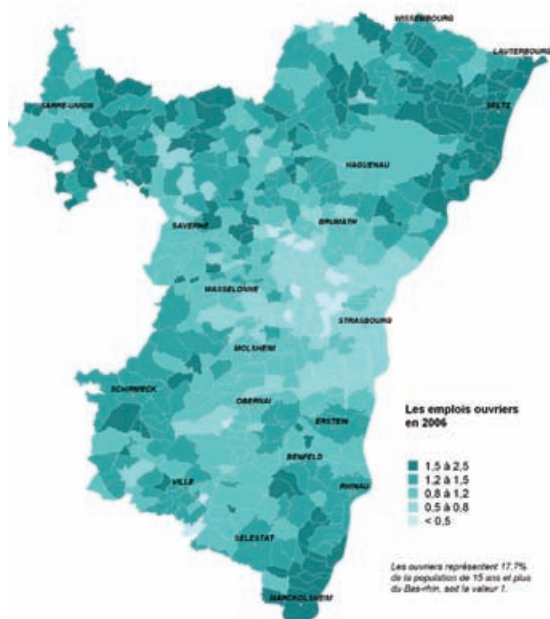 WISSEMBOURG
LAUTERBOURG
SARRE-UNION
SELTZ
HAGUENAU
SAVERNE
BRUMATH
WASSELONNE
STRASBOURG
MOLSHEIM
SCHIRMECK
OBERNAI
ERSTEIN
BENFELD
VILLE
RHINAU
SELESTAT
MARCKOLSHEIM
Les emplois ouvriers
en 2006
1,5 à 2,5
1,2 à 1,5
0,8 à 1,2
0,5 à 0,8
< 0,5
Les ouvriers représentent 17,7%
de la population de 15 ans et plus
du Bas-rhin, soit la valeur 1.